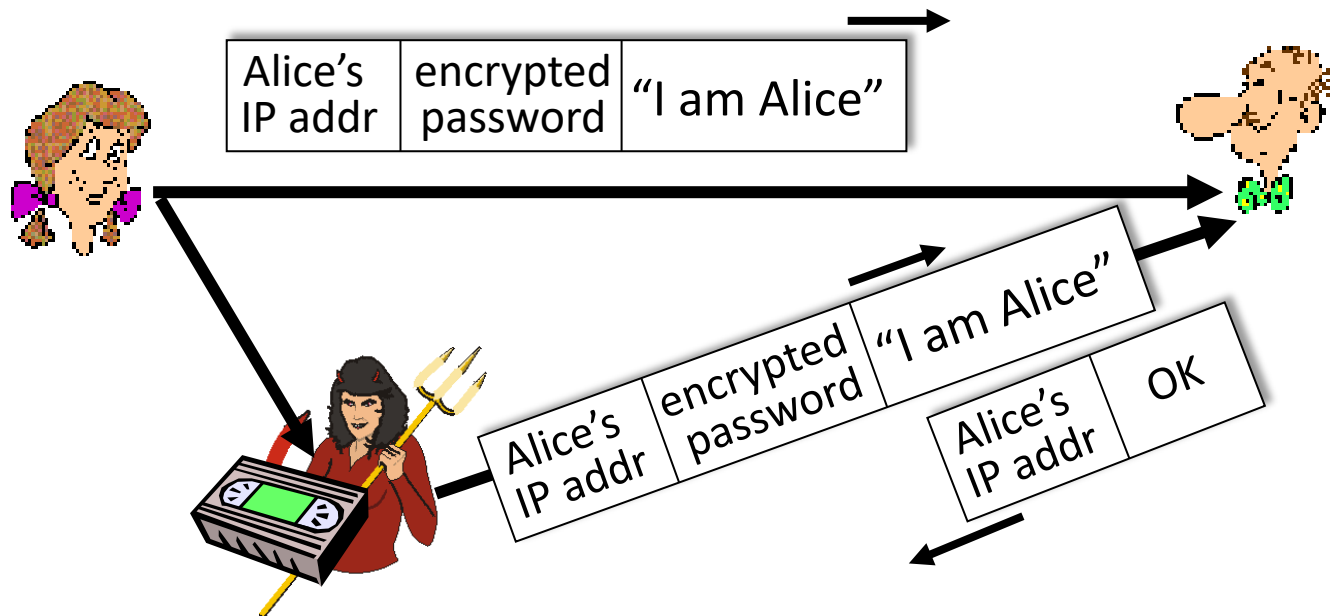 Alice’s
IP addr
encrypted
password
“I am Alice”
Alice’s
IP addr
encrypted
password
“I am Alice”
Alice’s
IP addr
OK